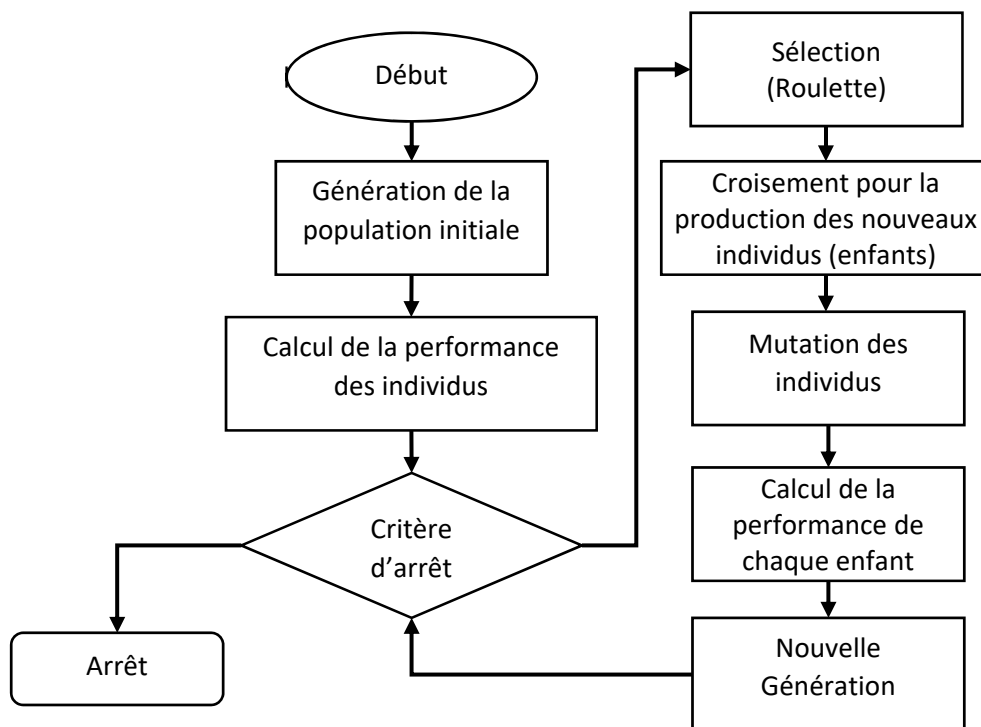 Début
Génération de la
population initiale
Calcul de la performance
des individus
Critère
d'arrêt
Arrêt
Sélection
(Roulette)
Croisement pour la
production des nouveaux
individus (enfants)
Mutation des
individus
Calcul de la
performance de
chaque enfant
Nouvelle
Génération